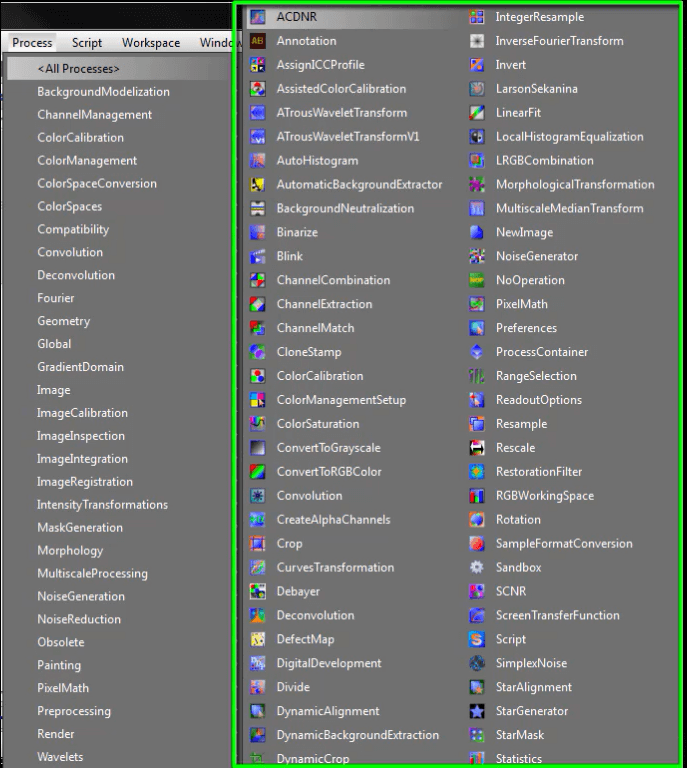 Process Script Workspace Window
<All Processes>
BackgroundModelization
ChannelManagement
ColorCalibration
ColorManagement
ColorSpaceConversion
ColorSpaces
Compatibility
Convolution
Deconvolution
Fourier
Geometry
Global
GradientDomain
Image
ImageCalibration
ImageInspection
ImageIntegration
ImageRegistration
IntensityTransformations
MaskGeneration
Morphology
MultiscaleProcessing
NoiseGeneration
NoiseReduction
Obsolete
Painting
PixelMath
Preprocessing
Render
Wavelets
ACDNR
AB Annotation
AssignICCProfile
AssistedColorCalibration
ATrousWaveletTransform
ATrousWaveletTransformV1
AutoHistogram
AutomaticBackgroundExtractor
BackgroundNeutralization
Binarize
Blink
ChannelCombination
ChannelExtraction
ChannelMatch
CloneStamp
ColorCalibration
ColorManagementSetup
ColorSaturation
ConvertToGrayscale
ConvertToRGBColor
Convolution
CreateAlphaChannels
Crop
CurvesTransformation
Debayer
Deconvolution
DefectMap
DigitalDevelopment
Divide
DynamicAlignment
DynamicBackgroundExtraction
DynamicCrop
IntegerResample
InverseFourierTransform
Invert
LarsonSekanina
LinearFit
LocalHistogramEqualization
LRGBCombination
MorphologicalTransformation
MultiscaleMedianTransform
NewImage
NoiseGenerator
NoOperation
PixelMath
Preferences
ProcessContainer
RangeSelection
ReadoutOptions
Resample
Rescale
RestorationFilter
RGBWorkingSpace
Rotation
SampleFormatConversion
Sandbox
SCNR
ScreenTransferFunction
S Script
SimplexNoise
StarAlignment
StarGenerator
StarMask
Statistics